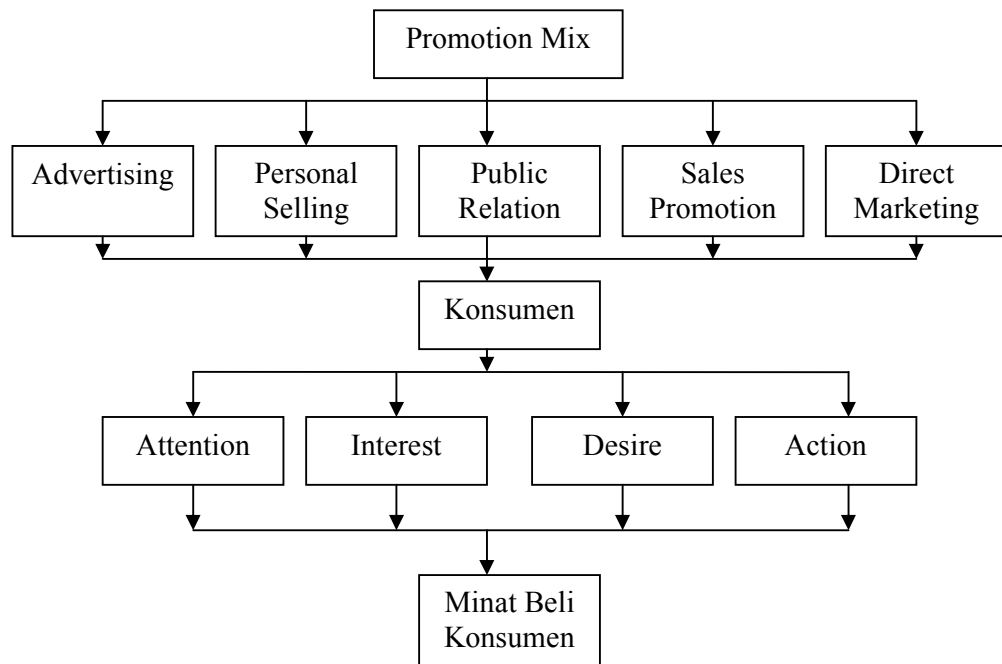 Promotion Mix
Advertising
Personal
Selling
Public
Relation
Sales
Promotion
Direct
Marketing
Konsumen
Attention
Interest
Desire
Action
Minat Beli
Konsumen